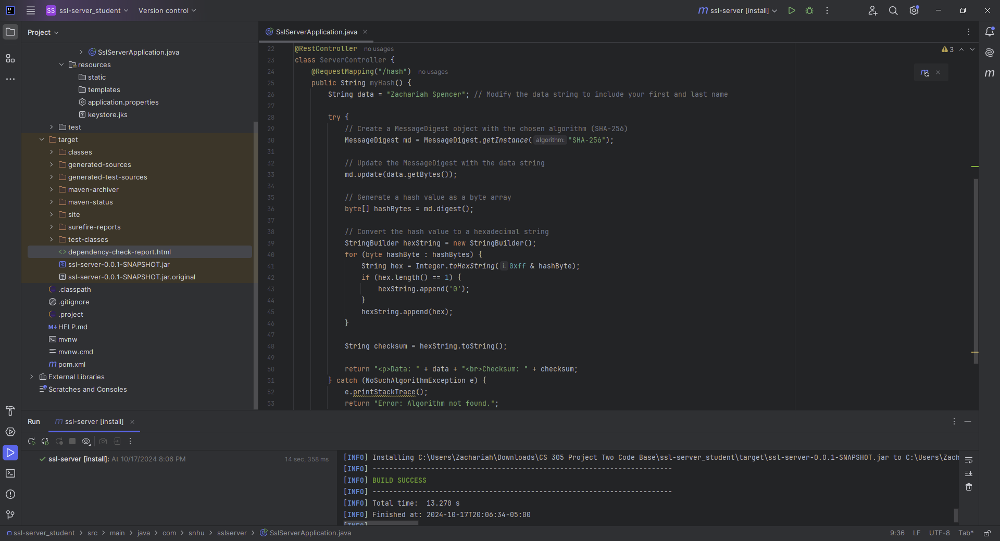 SS ssl-server_student Version control
m ssl-server [install]
Project
SslServerApplication.java
SslServerApplication.java
resources
static
templates
application.properties
keystore.jks
test
target
classes
generated-sources
generated-test-sources
maven-archiver
maven-status
site
surefire-reports
test-classes
dependency-check-report.html
ssl-server-0.0.1-SNAPSHOT.jar
ssl-server-0.0.1-SNAPSHOT.jar.original
.classpath
.gitignore
.project
HELP.md
mvnw
mvnw.cmd
pom.xml
External Libraries
Scratches and Consoles
3
22 @RestController no usages
23 class ServerController {
24 @RequestMapping("/hash") no usages
25 public String myHash() {
26 String data = "Zachariah Spencer"; // Modify the data string to include your first and last name
27
28 try {
29 // Create a MessageDigest object with the chosen algorithm (SHA-256)
30 MessageDigest md = MessageDigest.getInstance( algorithm: "SHA-256");
31
32 // Update the MessageDigest with the data string
33 md.update(data.getBytes());
34
35 // Generate a hash value as a byte array
36 byte[] hashBytes = md.digest();
37
38 // Convert the hash value to a hexadecimal string
39 StringBuilder hexString = new StringBuilder();
40 for (byte hashByte : hashBytes) {
41 String hex = Integer.toHexString( i: 0xff & hashByte);
42 if (hex.length() == 1) {
43 hexString.append('0');
44 }
45 hexString.append(hex);
46 }
47
48 String checksum = hexString.toString();
49
50 return "<p>Data: " + data + "<br>Checksum: " + checksum;
51 } catch (NoSuchAlgorithmException e) {
52 e.printStackTrace();
53 return "Error: Algorithm not found.";
Run m ssl-server [install]
ssl-server [install]: At 10/17/2024 8:06 PM 14 sec, 358 ms
[INFO] Installing C:\Users\Zachariah\Downloads\CS 305 Project Two Code Base\ssl-server_student\target\ssl-server-0.0.1-SNAPSHOT.jar to C:\Users\Zach
[INFO] ------------------------------------------------------------------------
[INFO] BUILD SUCCESS
[INFO] ------------------------------------------------------------------------
[INFO] Total time:  13.270 s
[INFO] Finished at: 2024-10-17T20:06:34-05:00
[INFO]
ssl-server_student > src > main > java > com > snhu > sslserver > SslServerApplication.java
9:36 LF UTF-8 Tab*